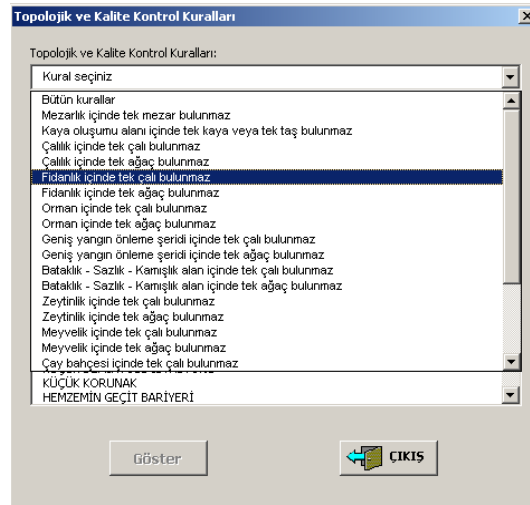 Topolojik ve Kalite Kontrol Kuralları
Topolojik ve Kalite Kontrol Kuralları:
Kural seçiniz
Bütün kurallar
Mezarlık içinde tek mezar bulunmaz
Kaya oluşumu alanı içinde tek kaya veya tek taş bulunmaz
Çalılık içinde tek çalı bulunmaz
Çalılık içinde tek ağaç bulunmaz
Fidanlık içinde tek çalı bulunmaz
Fidanlık içinde tek ağaç bulunmaz
Orman içinde tek çalı bulunmaz
Orman içinde tek ağaç bulunmaz
Geniş yangın önleme şeridi içinde tek çalı bulunmaz
Geniş yangın önleme şeridi içinde tek ağaç bulunmaz
Bataklık - Sazlık - Kamışlık alan içinde tek çalı bulunmaz
Bataklık - Sazlık - Kamışlık alan içinde tek ağaç bulunmaz
Zeytinlik içinde tek çalı bulunmaz
Zeytinlik içinde tek ağaç bulunmaz
Meyvelik içinde tek çalı bulunmaz
Meyvelik içinde tek ağaç bulunmaz
Çay bahçesi içinde tek çalı bulunmaz
KÜÇÜK KORUNAK
HEMZEMİN GEÇİT BARİYERİ
Göster
ÇIKIŞ